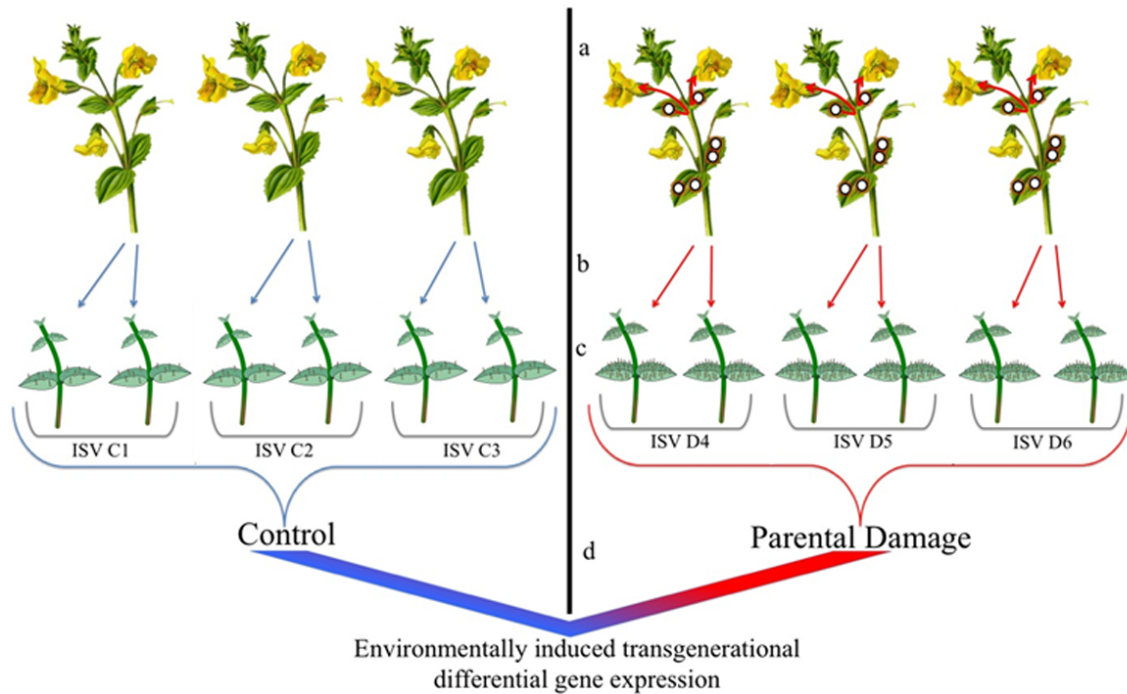 a
b
c
ISV C1
ISV C2
ISV C3
ISV D4
ISV D5
ISV D6
Control
Parental Damage
d
Environmentally induced transgenerational
differential gene expression